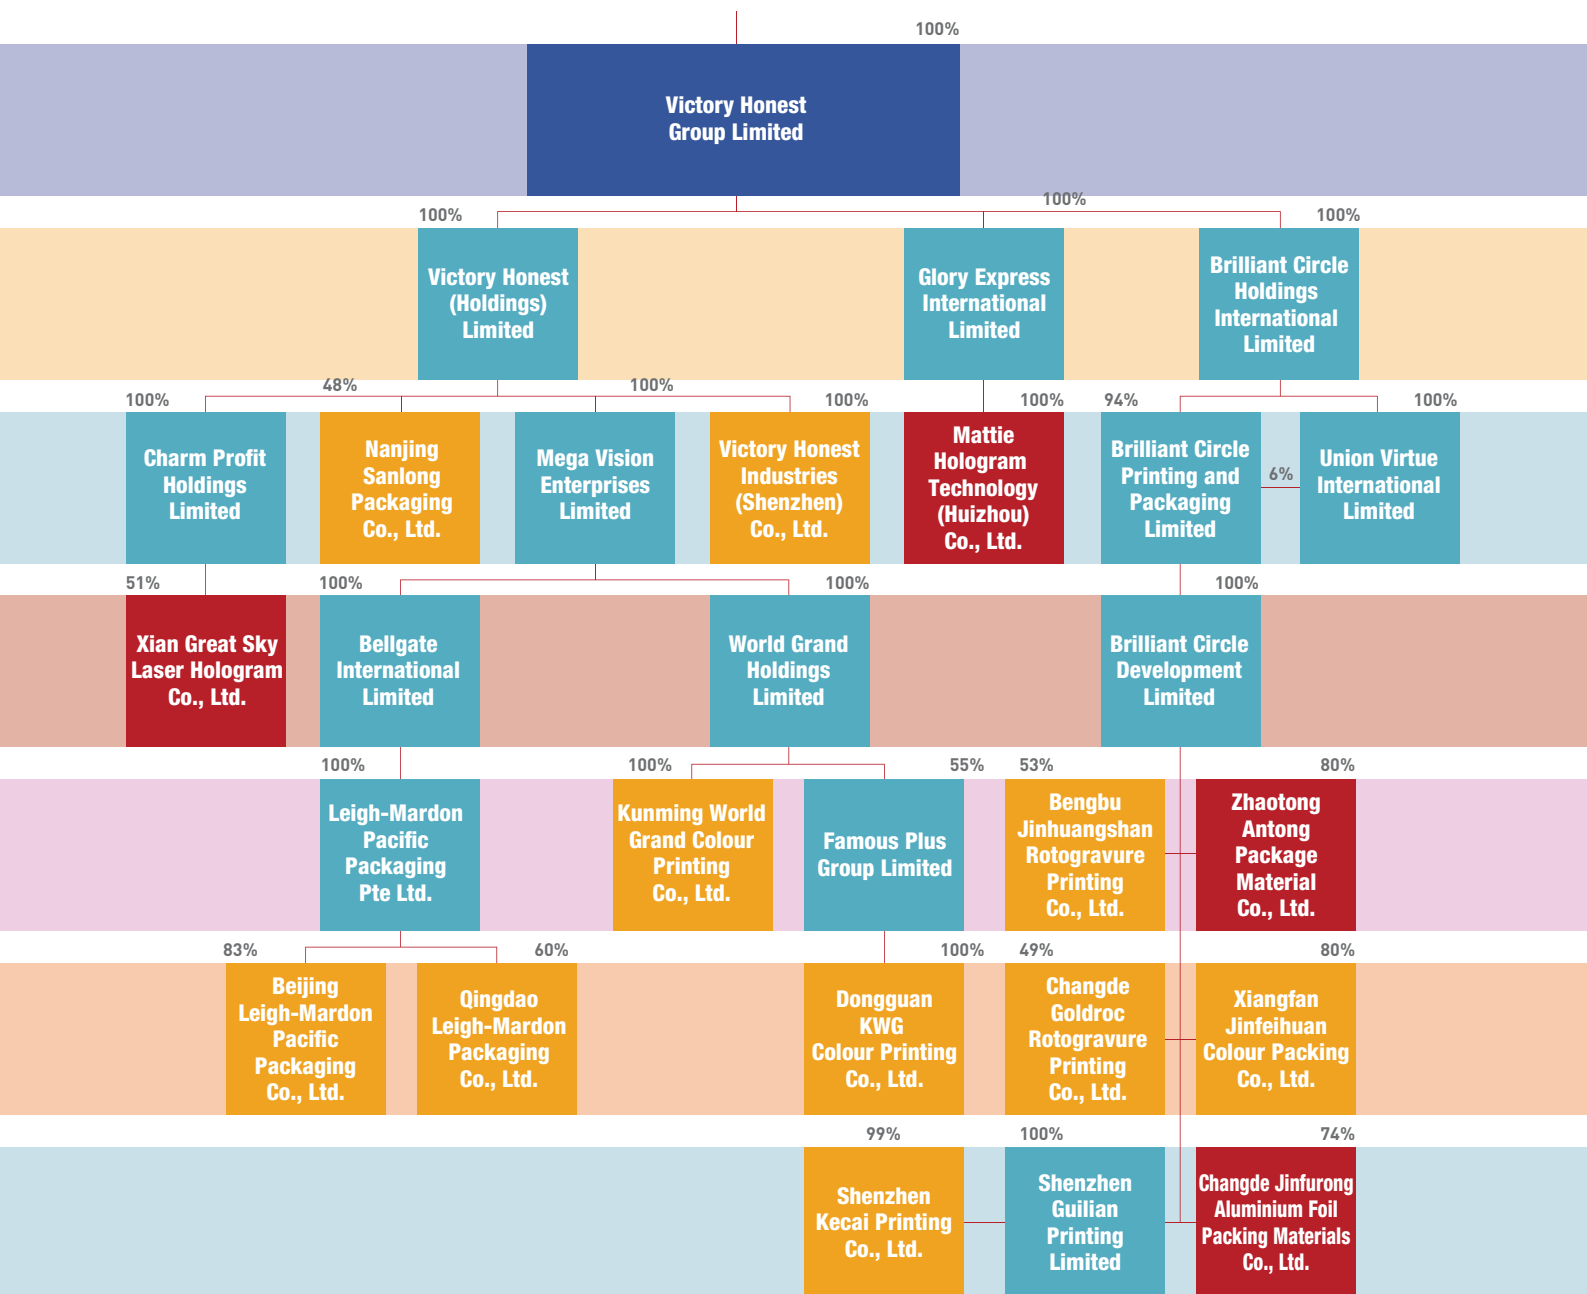 100%
Victory Honest
Group Limited
100%
100%
100%
Victory Honest
(Holdings)
Limited
Glory Express
International
Limited
Brilliant Circle
Holdings
International
Limited
100%
48%
100%
100%
100%
94%
100%
Charm Profit
Holdings
Limited
Nanjing
Sanlong
Packaging
Co., Ltd.
Mega Vision
Enterprises
Limited
Victory Honest
Industries
(Shenzhen)
Co., Ltd.
Mattie
Hologram
Technology
(Huizhou)
Co., Ltd.
Brilliant Circle
Printing and
Packaging
Limited
6%
Union Virtue
International
Limited
51%
100%
100%
100%
Xian Great Sky
Laser Hologram
Co., Ltd.
Bellgate
International
Limited
World Grand
Holdings
Limited
Brilliant Circle
Development
Limited
100%
100%
55%
53%
80%
Leigh-Mardon
Pacific
Packaging
Pte Ltd.
Kunming World
Grand Colour
Printing
Co., Ltd.
Famous Plus
Group Limited
Bengbu
Jinhuangshan
Rotogravure
Printing
Co., Ltd.
Zhaotong
Antong
Package
Material
Co., Ltd.
83%
60%
100%
49%
80%
Beijing
Leigh-Mardon
Pacific
Packaging
Co., Ltd.
Qingdao
Leigh-Mardon
Packaging
Co., Ltd.
Dongguan
KWG
Colour Printing
Co., Ltd.
Changde
Goldroc
Rotogravure
Printing
Co., Ltd.
Xiangfan
Jinfeihuan
Colour Packing
Co., Ltd.
99%
100%
74%
Shenzhen
Kecai Printing
Co., Ltd.
Shenzhen
Guilian
Printing
Limited
Changde Jinfurong
Aluminium Foil
Packing Materials
Co., Ltd.